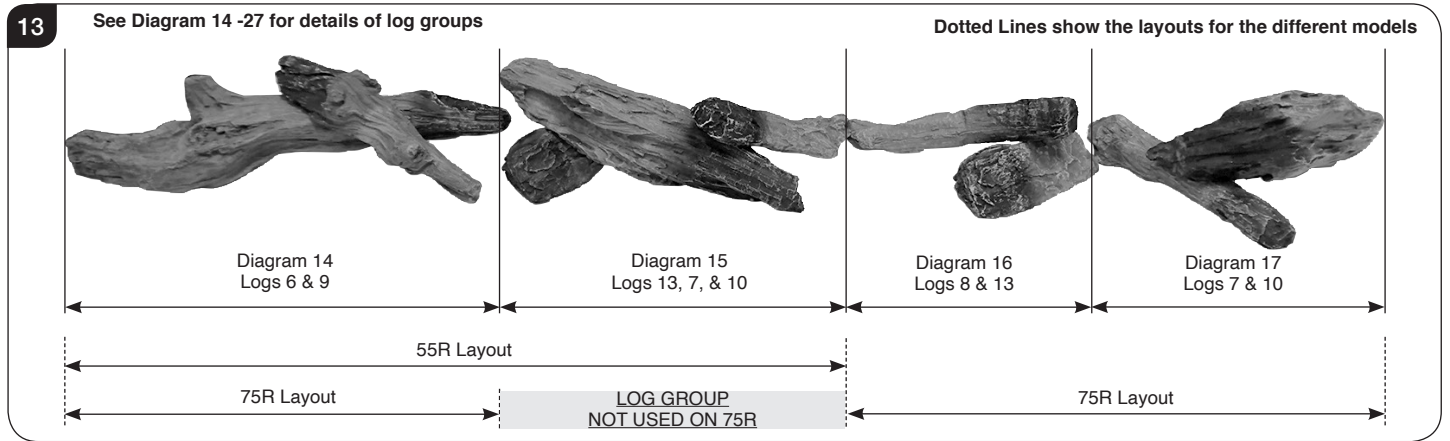 13
See Diagram 14 -27 for details of log groups
Dotted Lines show the layouts for the different models
Diagram 14
Logs 6 & 9
Diagram 15
Logs 13, 7, & 10
Diagram 16
Logs 8 & 13
Diagram 17
Logs 7 & 10
55R Layout
75R Layout
LOG GROUP
NOT USED ON 75R
75R Layout